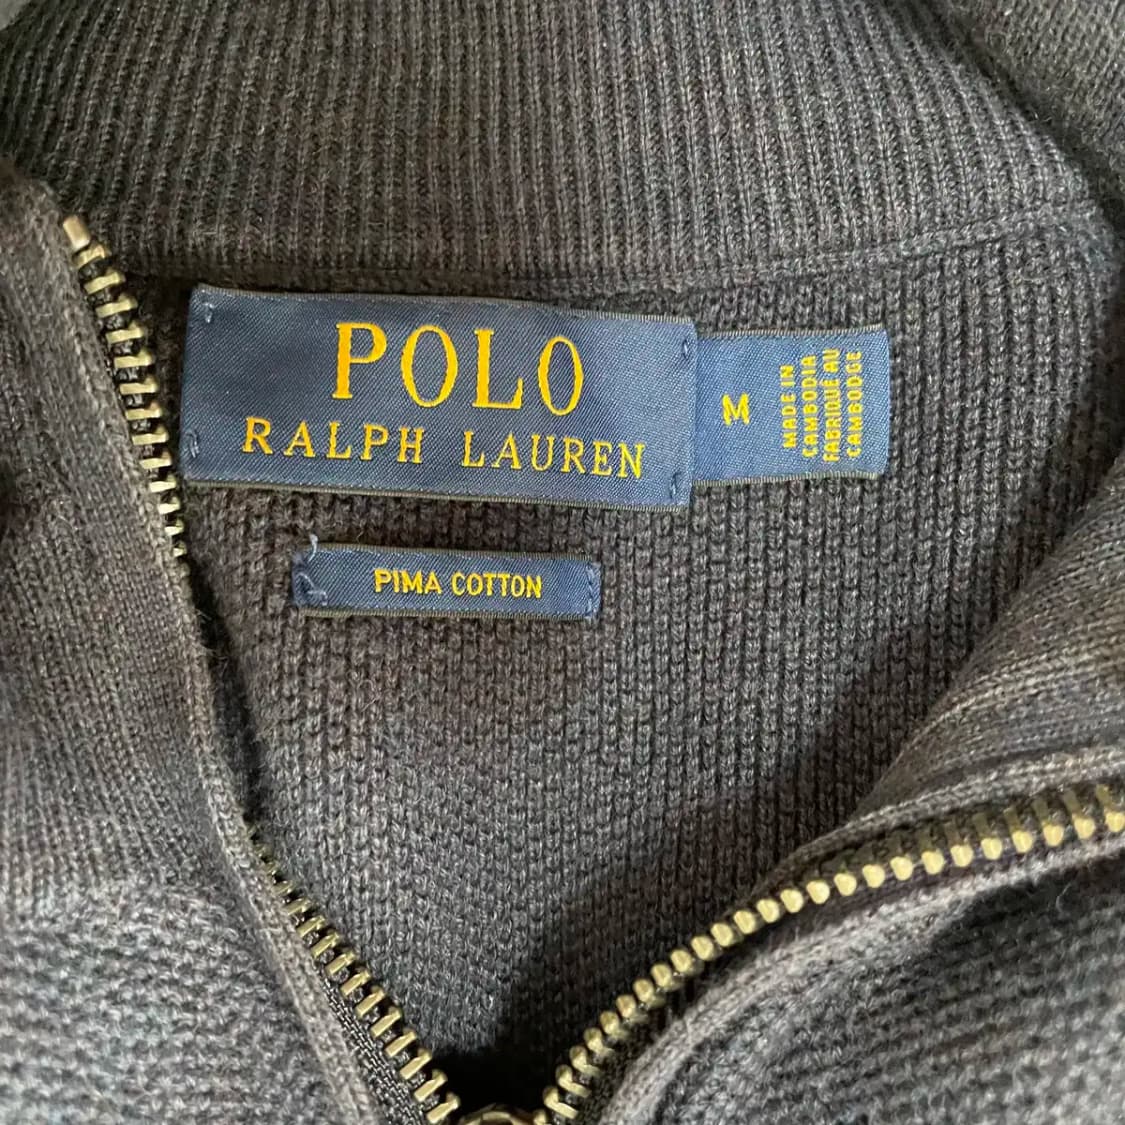 POLO
RALPH LAUREN
M
MADE IN
CAMBODIA
FABRIQUÉ AU
CAMBODGE
PIMA COTTON